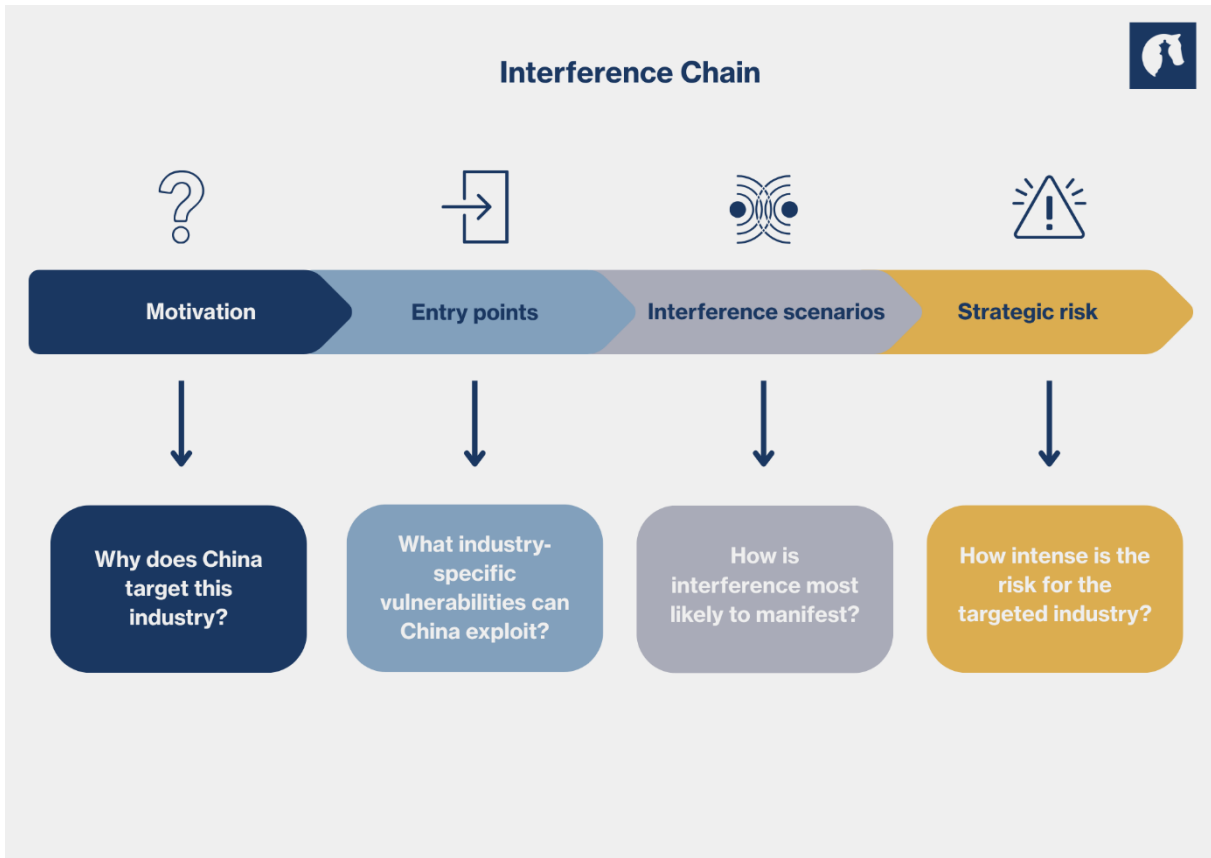 Interference Chain
Motivation
Entry points
Interference scenarios
Strategic risk
Why does China
target this
industry?
What industry-
specific
vulnerabilities can
China exploit?
How is
interference most
likely to manifest?
How intense is the
risk for the
targeted industry?